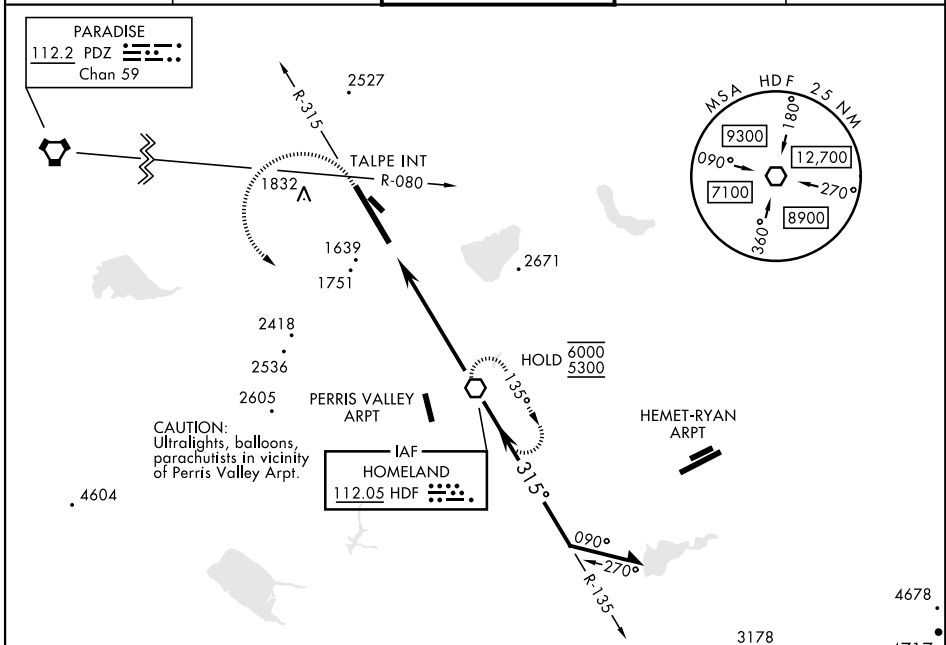 PARADISE
112.2 PDZ
Chan 59
R-315
2527
TALPE INT
R-080
1832
1639
1751
2671
MSA HDF 25 NM
180°
9300
090°
12,700
7100
270°
8900
360°
2418
2536
2605
HOLD 6000
5300
135°
PERRIS VALLEY
ARPT
HEMET-RYAN
ARPT
CAUTION:
Ultralights, balloons,
parachutists in vicinity
of Perris Valley Arpt.
IAF
HOMELAND
112.05 HDF
315°
4604
090°
270°
R-135
4678
3178